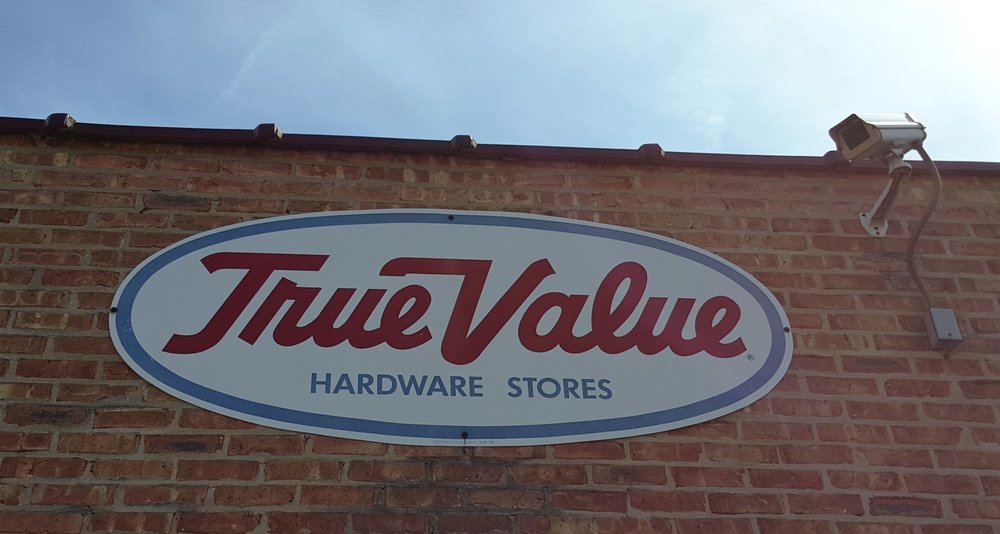 True Value®
HARDWARE STORES